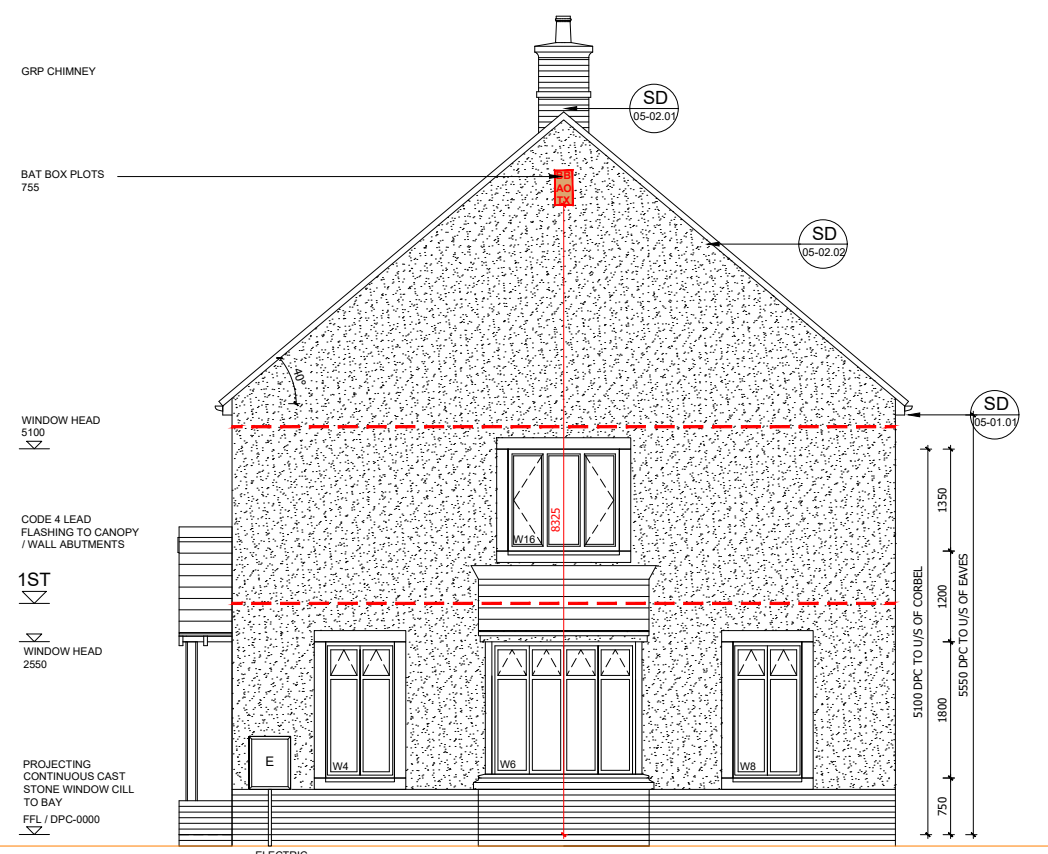 GRP CHIMNEY
SD
05-02.01
BAT BOX PLOTS
755
BB
AO
TX
SD
05-02.02
40°
WINDOW HEAD
5100
SD
05-01.01
W16
8325
CODE 4 LEAD
FLASHING TO CANOPY
/ WALL ABUTMENTS
1ST
WINDOW HEAD
2550
1350
1200
1800
750
5100 DPC TO U/S OF CORBEL
5550 DPC TO U/S OF EAVES
E
W4
W6
W8
PROJECTING
CONTINUOUS CAST
STONE WINDOW CILL
TO BAY
FFL / DPC-0000
ELECTRIC